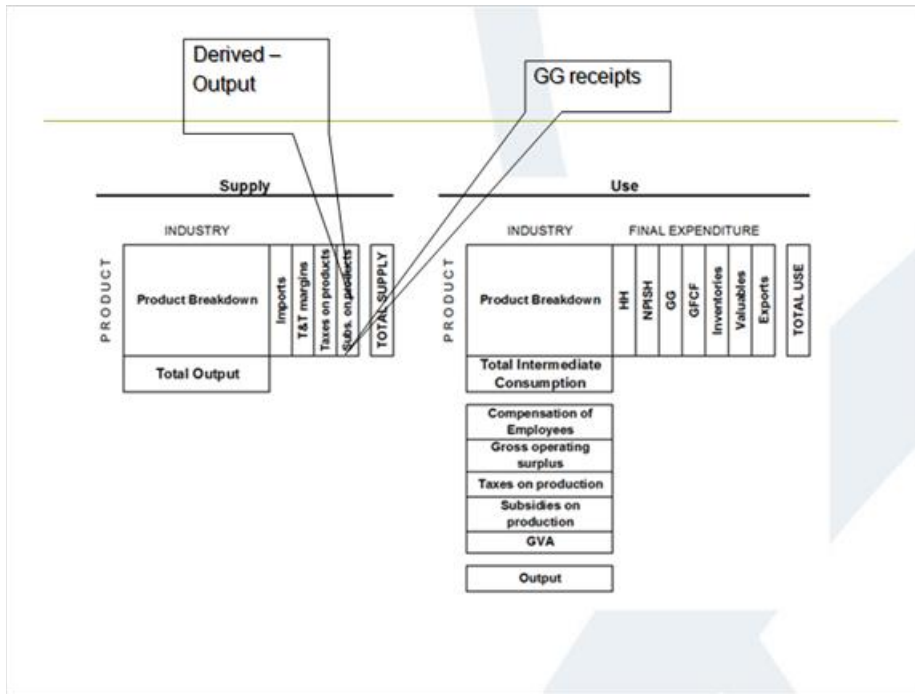 Derived –
Output
GG receipts
Supply
Use
INDUSTRY
PRODUCT
Product Breakdown
Imports
T&T margins
Taxes on products
Subs. on products
TOTAL SUPPLY
Total Output
INDUSTRY
FINAL EXPENDITURE
PRODUCT
Product Breakdown
HH
NPISH
GG
GFCF
Inventories
Valuables
Exports
TOTAL USE
Total Intermediate
Consumption
Compensation of
Employees
Gross operating
surplus
Taxes on production
Subsidies on
production
GVA
Output